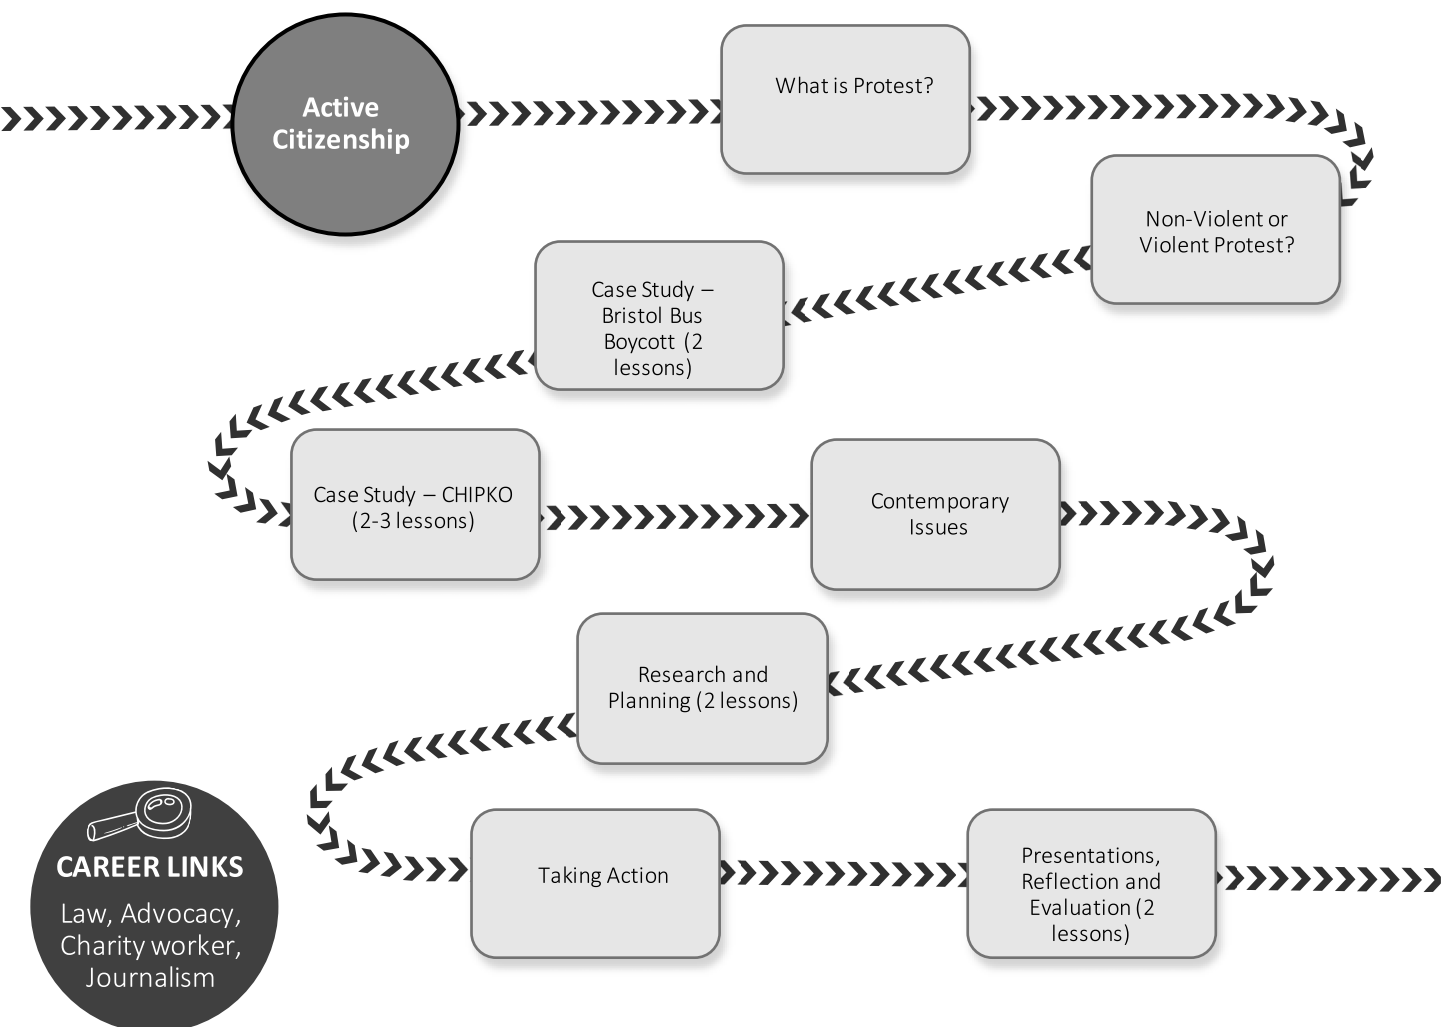 Active
Citizenship
What is Protest?
Non-Violent or
Violent Protest?
Case Study –
Bristol Bus
Boycott (2
lessons)
Case Study – CHIPKO
(2-3 lessons)
Contemporary
Issues
Research and
Planning (2 lessons)
Taking Action
Presentations,
Reflection and
Evaluation (2
lessons)
CAREER LINKS
Law, Advocacy,
Charity worker,
Journalism